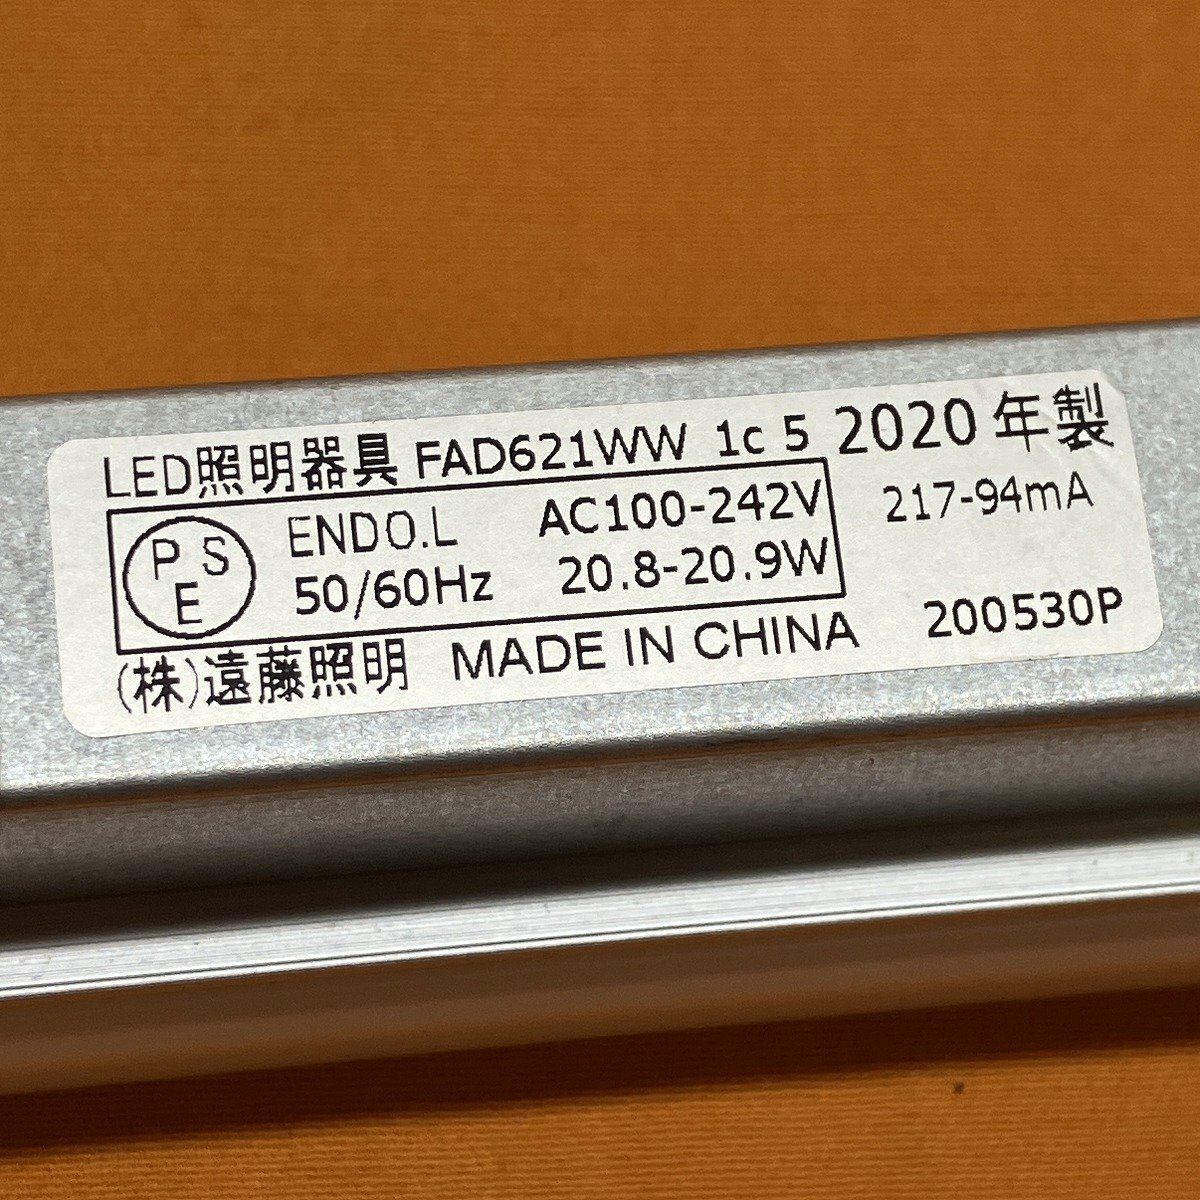 LED照明器具 FAD621WW 1c 5 2020年製
PSE ENDO.L AC100-242V 217-94mA
50/60Hz 20.8-20.9W
(株)遠藤照明 MADE IN CHINA 200530P